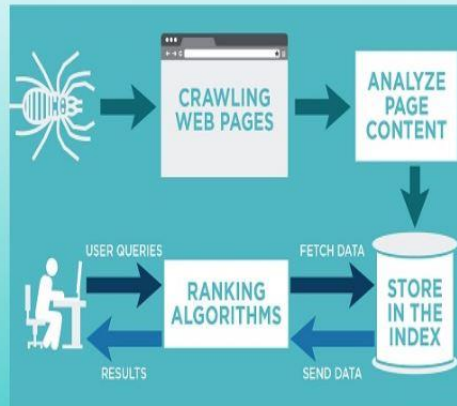 CRAWLING
WEB PAGES
ANALYZE
PAGE
CONTENT
USER QUERIES
FETCH DATA
RANKING
ALGORITHMS
STORE
IN THE
INDEX
RESULTS
SEND DATA